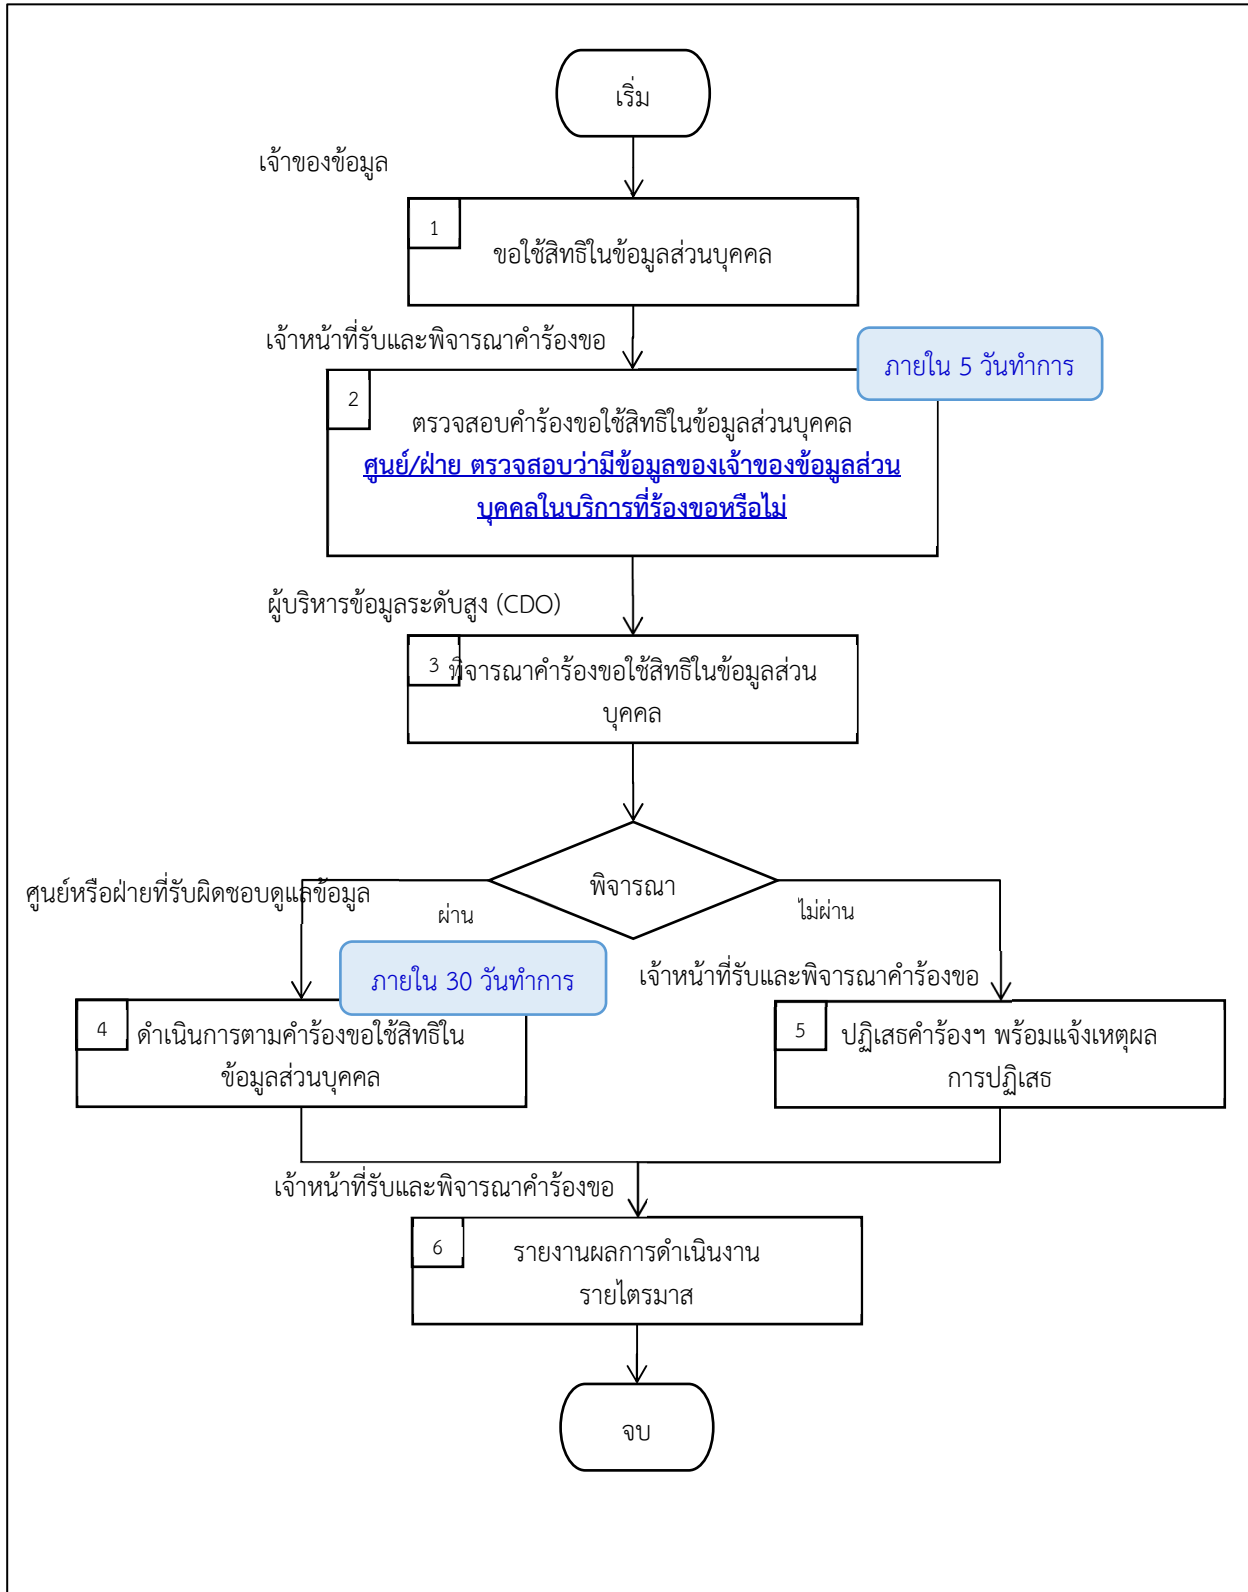 เริ่ม
เจ้าของข้อมูล
1
ขอใช้สิทธิในข้อมูลส่วนบุคคล
เจ้าหน้าที่รับและพิจารณาคำร้องขอ
ภายใน 5 วันทำการ
2
ตรวจสอบคำร้องขอใช้สิทธิในข้อมูลส่วนบุคคล
ศูนย์/ฝ่าย ตรวจสอบว่ามีข้อมูลของเจ้าของข้อมูลส่วน
บุคคลในบริการที่ร้องขอหรือไม่
ผู้บริหารข้อมูลระดับสูง (CDO)
3
พิจารณาคำร้องขอใช้สิทธิในข้อมูลส่วน
บุคคล
พิจารณา
ศูนย์หรือฝ่ายที่รับผิดชอบดูแลข้อมูล
ผ่าน
ไม่ผ่าน
ภายใน 30 วันทำการ
เจ้าหน้าที่รับและพิจารณาคำร้องขอ
4
ดำเนินการตามคำร้องขอใช้สิทธิใน
ข้อมูลส่วนบุคคล
5
ปฏิเสธคำร้องฯ พร้อมแจ้งเหตุผล
การปฏิเสธ
เจ้าหน้าที่รับและพิจารณาคำร้องขอ
6
รายงานผลการดำเนินงาน
รายไตรมาส
จบ